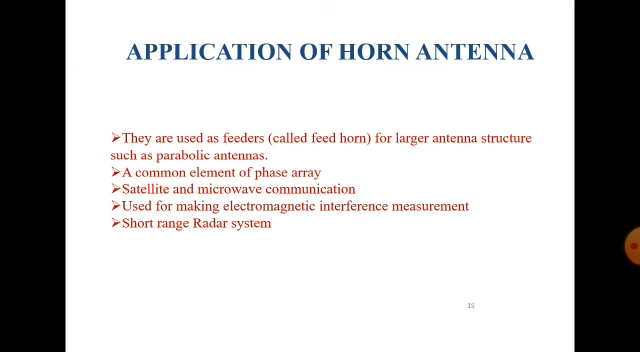 APPLICATION OF HORN ANTENNA
➢They are used as feeders (called feed horn) for larger antenna structure
such as parabolic antennas.
➢A common element of phase array
➢Satellite and microwave communication
➢Used for making electromagnetic interference measurement
➢Short range Radar system
15